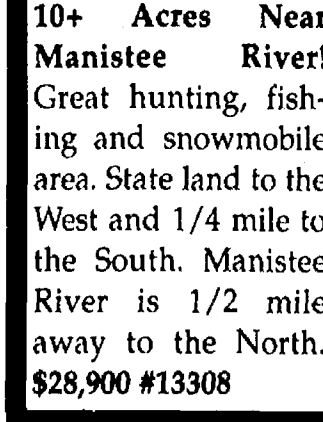 10+ Acres Near
Manistee River!
Great hunting, fish-
ing and snowmobile
area. State land to the
West and 1/4 mile to
the South. Manistee
River is 1/2 mile
away to the North.
$28,900 #13308